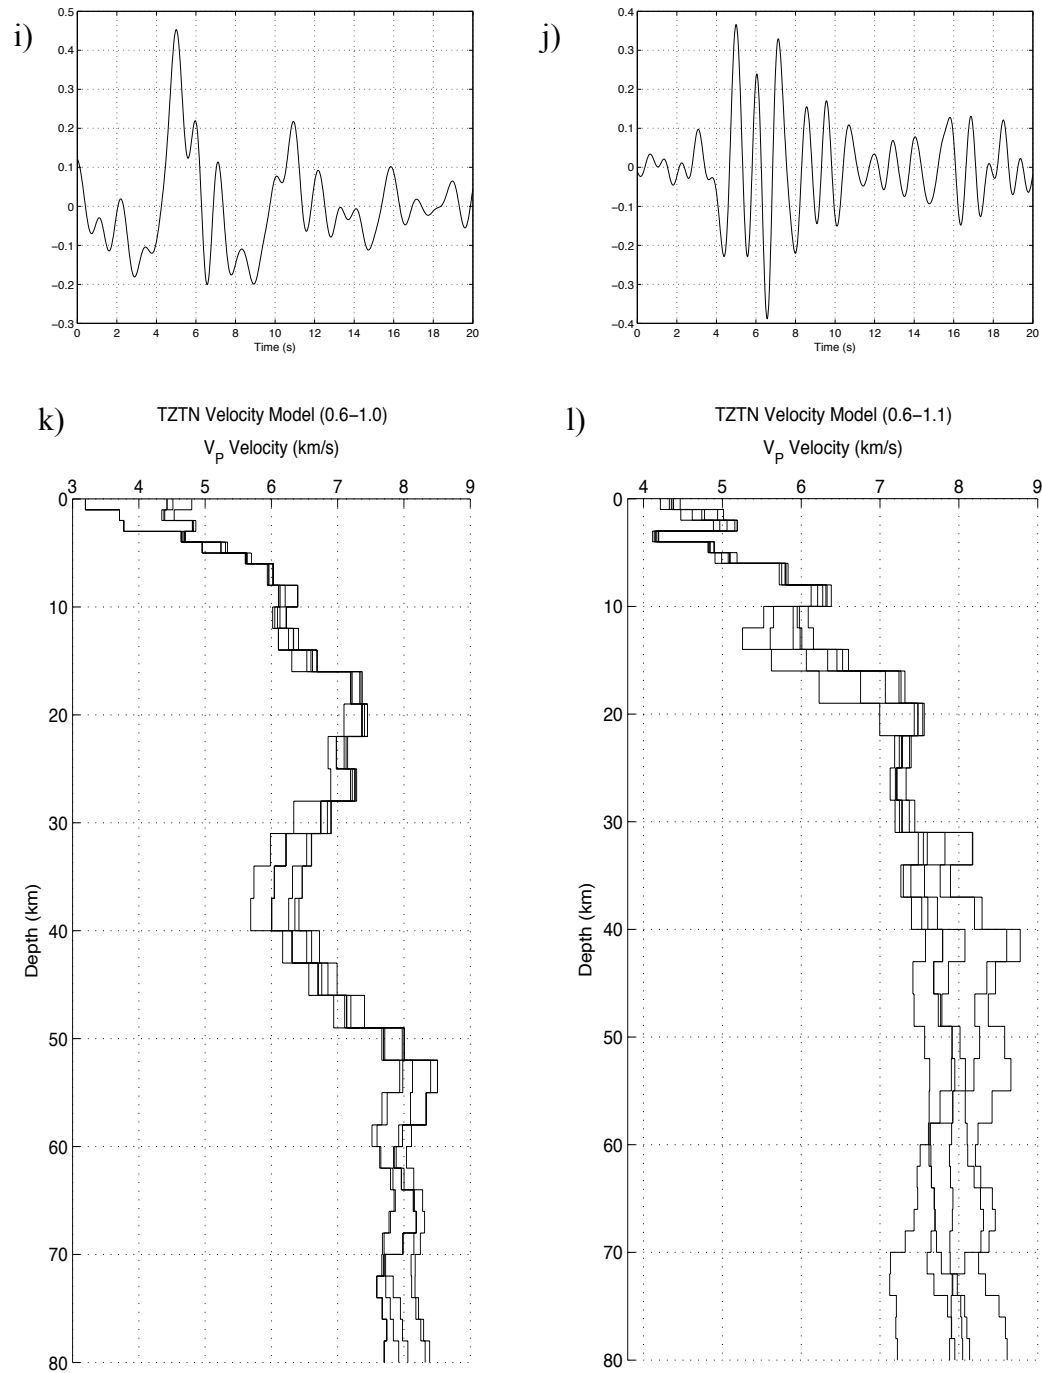 i)
0.5
0.4
0.3
0.2
0.1
0
−0.1
−0.2
−0.3
0 2 4 6 8 10 12 14 16 18 20
Time (s)
j)
0.4
0.3
0.2
0.1
0
−0.1
−0.2
−0.3
−0.4
0 2 4 6 8 10 12 14 16 18 20
Time (s)
k)
TZTN Velocity Model (0.6−1.0)
VP Velocity (km/s)
3 4 5 6 7 8 9
0
10
20
30
40
50
60
70
80
Depth (km)
l)
TZTN Velocity Model (0.6−1.1)
VP Velocity (km/s)
4 5 6 7 8 9
0
10
20
30
40
50
60
70
80
Depth (km)